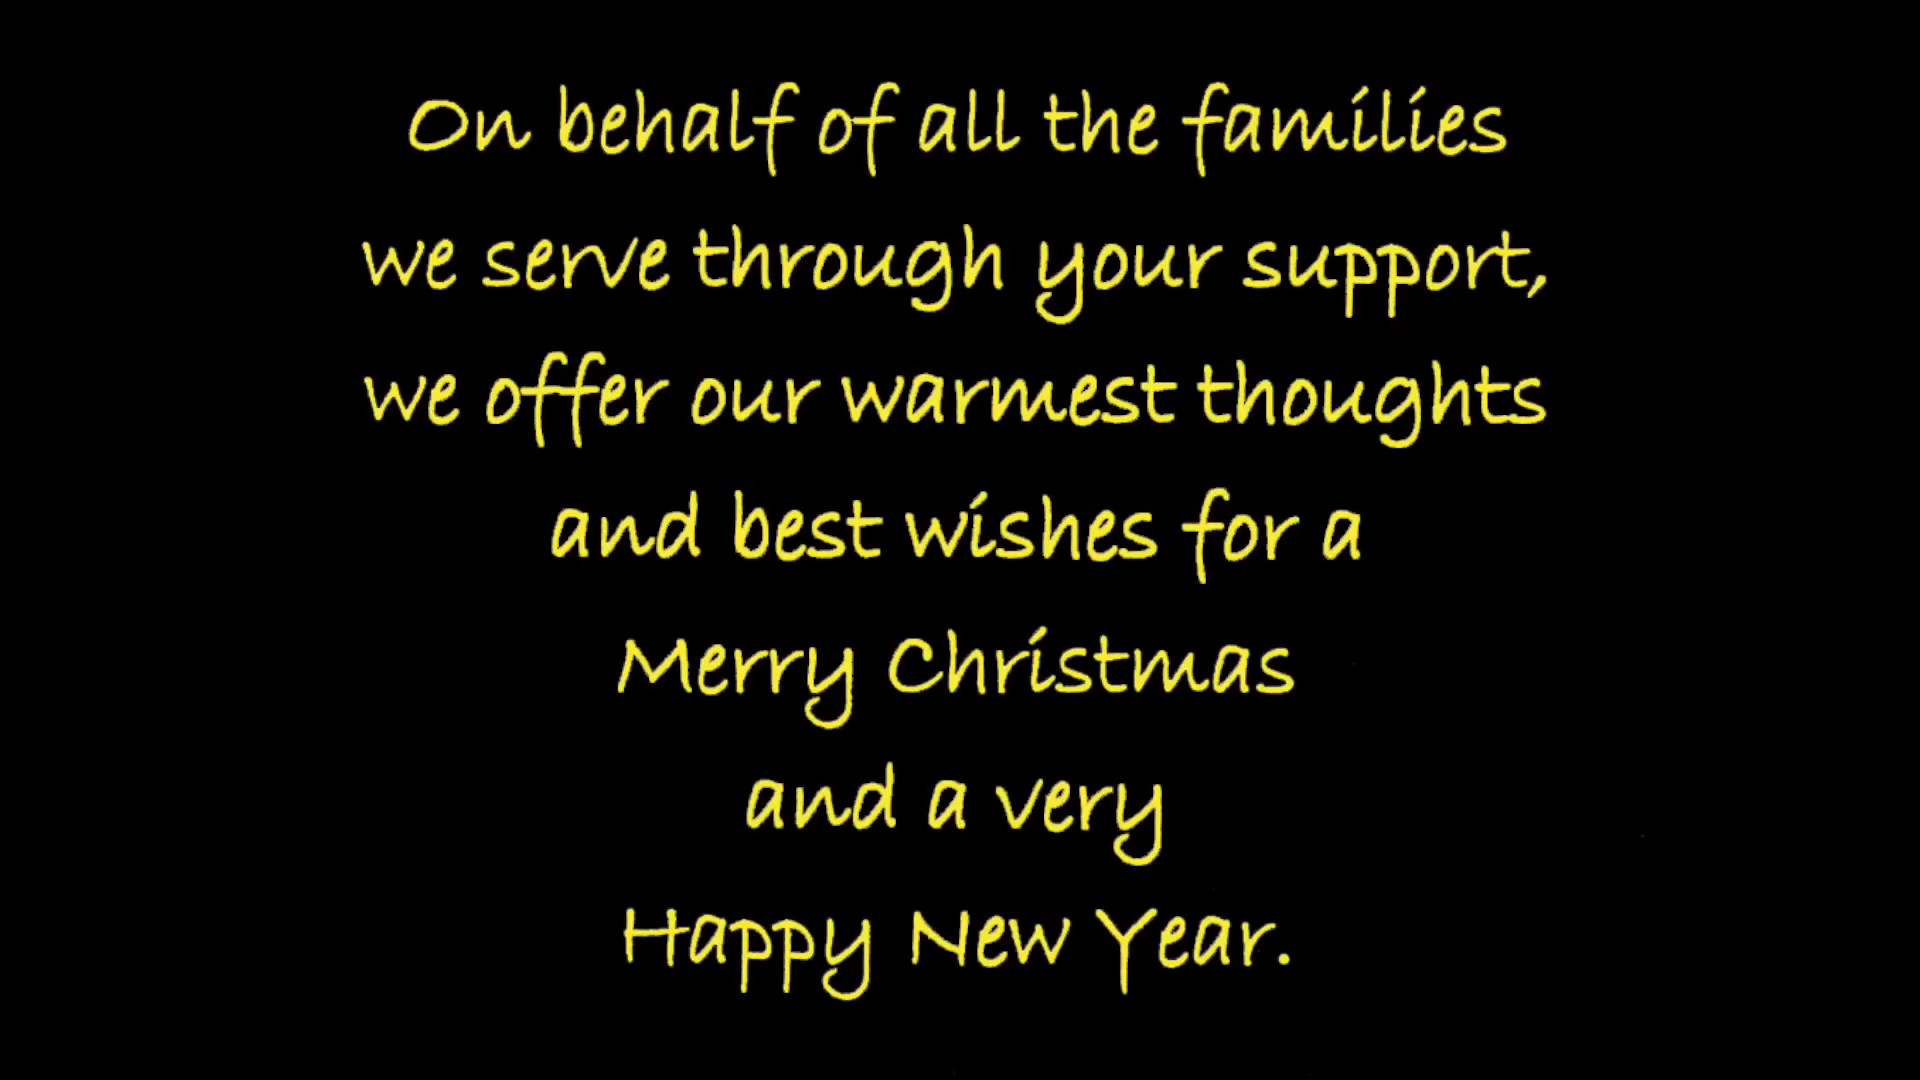 On behalf of all the families
we serve through your support,
we offer our warmest thoughts
and best wishes for a
Merry Christmas
and a very
Happy New Year.